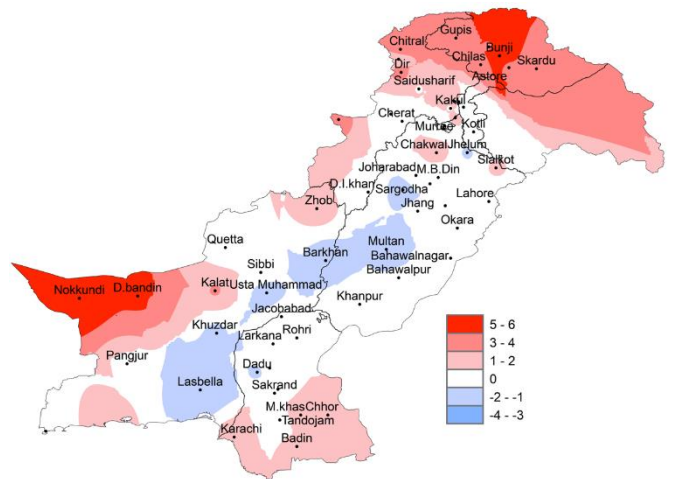 Gupis
Chitral
Bunji
Chilas
Skardu
Dir
Astore
Saidusharif
Kakul
Cherat
Murree
Kotli
Chakwal
Jhelum
Sialkot
Joharabad
M.B.Din
D.I.khan
Sargodha
Lahore
Zhob
Jhang
Okara
Quetta
Multan
Barkhan
Bahawalnagar
Sibbi
Bahawalpur
Nokkundi
D.bandin
Kalat
Usta Muhammad
Khanpur
Jacobabad
Khuzdar
Larkana
Rohri
Pangjur
Dadu
Lasbella
Sakrand
M.khas
Chhor
Tandojam
Karachi
Badin
5 - 6
3 - 4
1 - 2
0
-2 - -1
-4 - -3